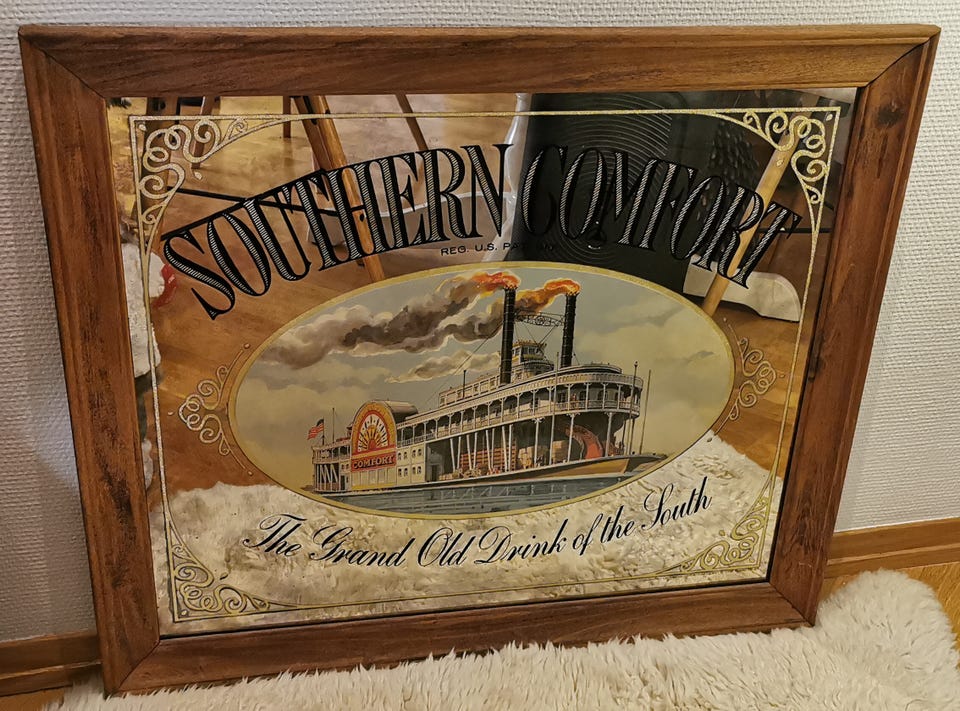 SOUTHERN COMFORT
REG. U.S. PAT.
COMFORT
The Grand Old Drink of the South